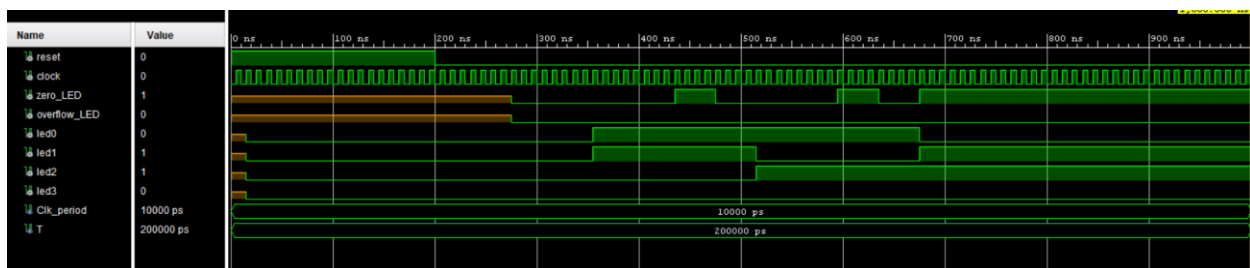 Name Value
0 ns 100 ns 200 ns 300 ns 400 ns 500 ns 600 ns 700 ns 800 ns 900 ns
reset 0
clock 0
zero_LED 1
overflow_LED 0
led0 0
led1 1
led2 1
led3 0
Clk_period 10000 ps 10000 ps
T 200000 ps 200000 ps